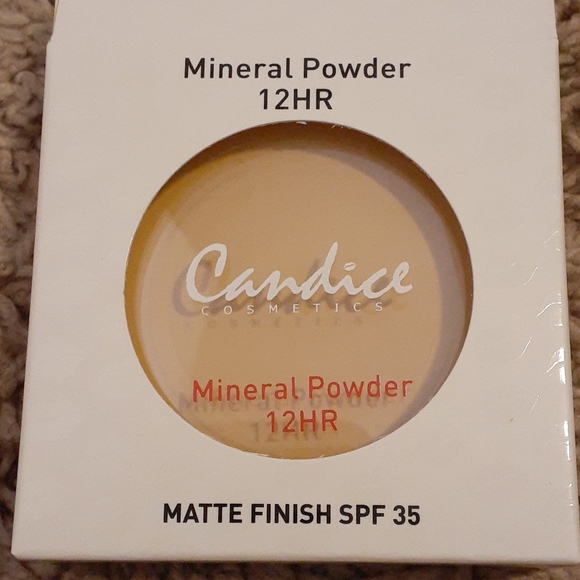 Mineral Powder
12HR
Candice
COSMETICS
Mineral Powder
12HR
MATTE FINISH SPF 35